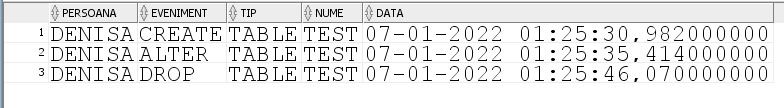 PERSOANA EVENIMENT TIP NUME DATA
1 DENISA CREATE TABLE TEST 07-01-2022 01:25:30,982000000
2 DENISA ALTER TABLE TEST 07-01-2022 01:25:35,414000000
3 DENISA DROP TABLE TEST 07-01-2022 01:25:46,070000000